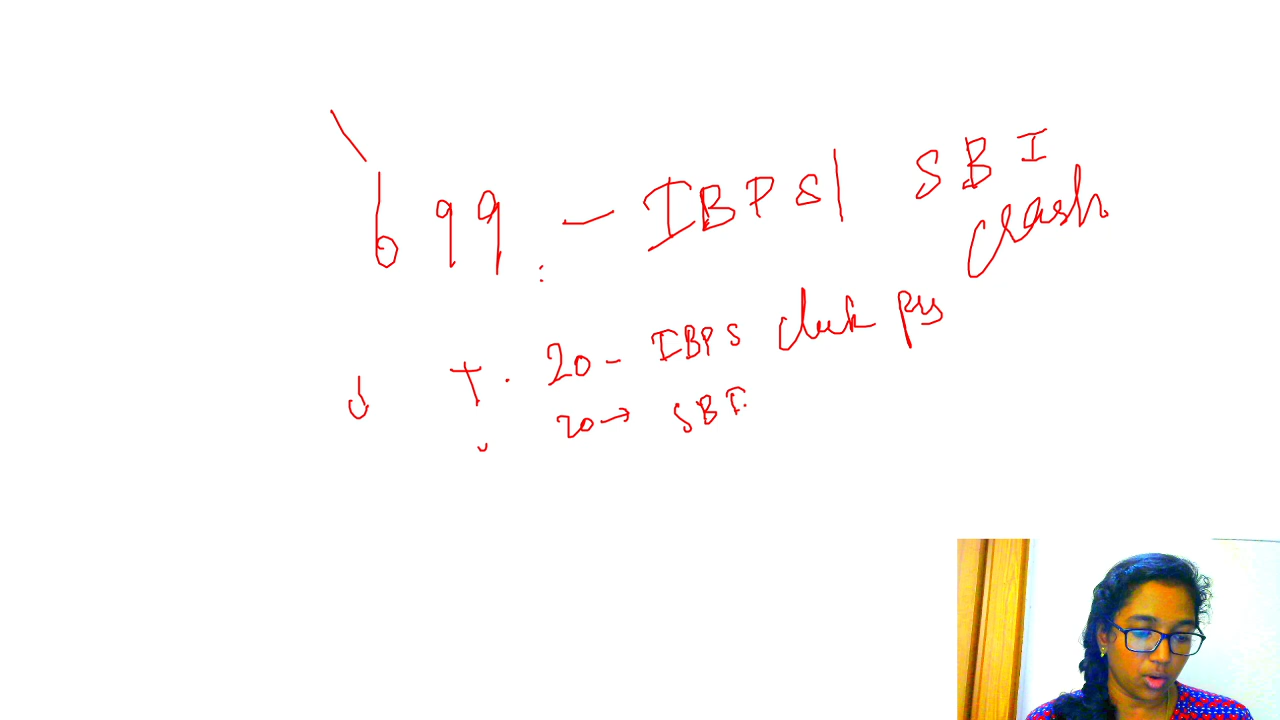 699 - IBPS/ SBI
crash
20 - IBPS clerk pre
20 → SBI